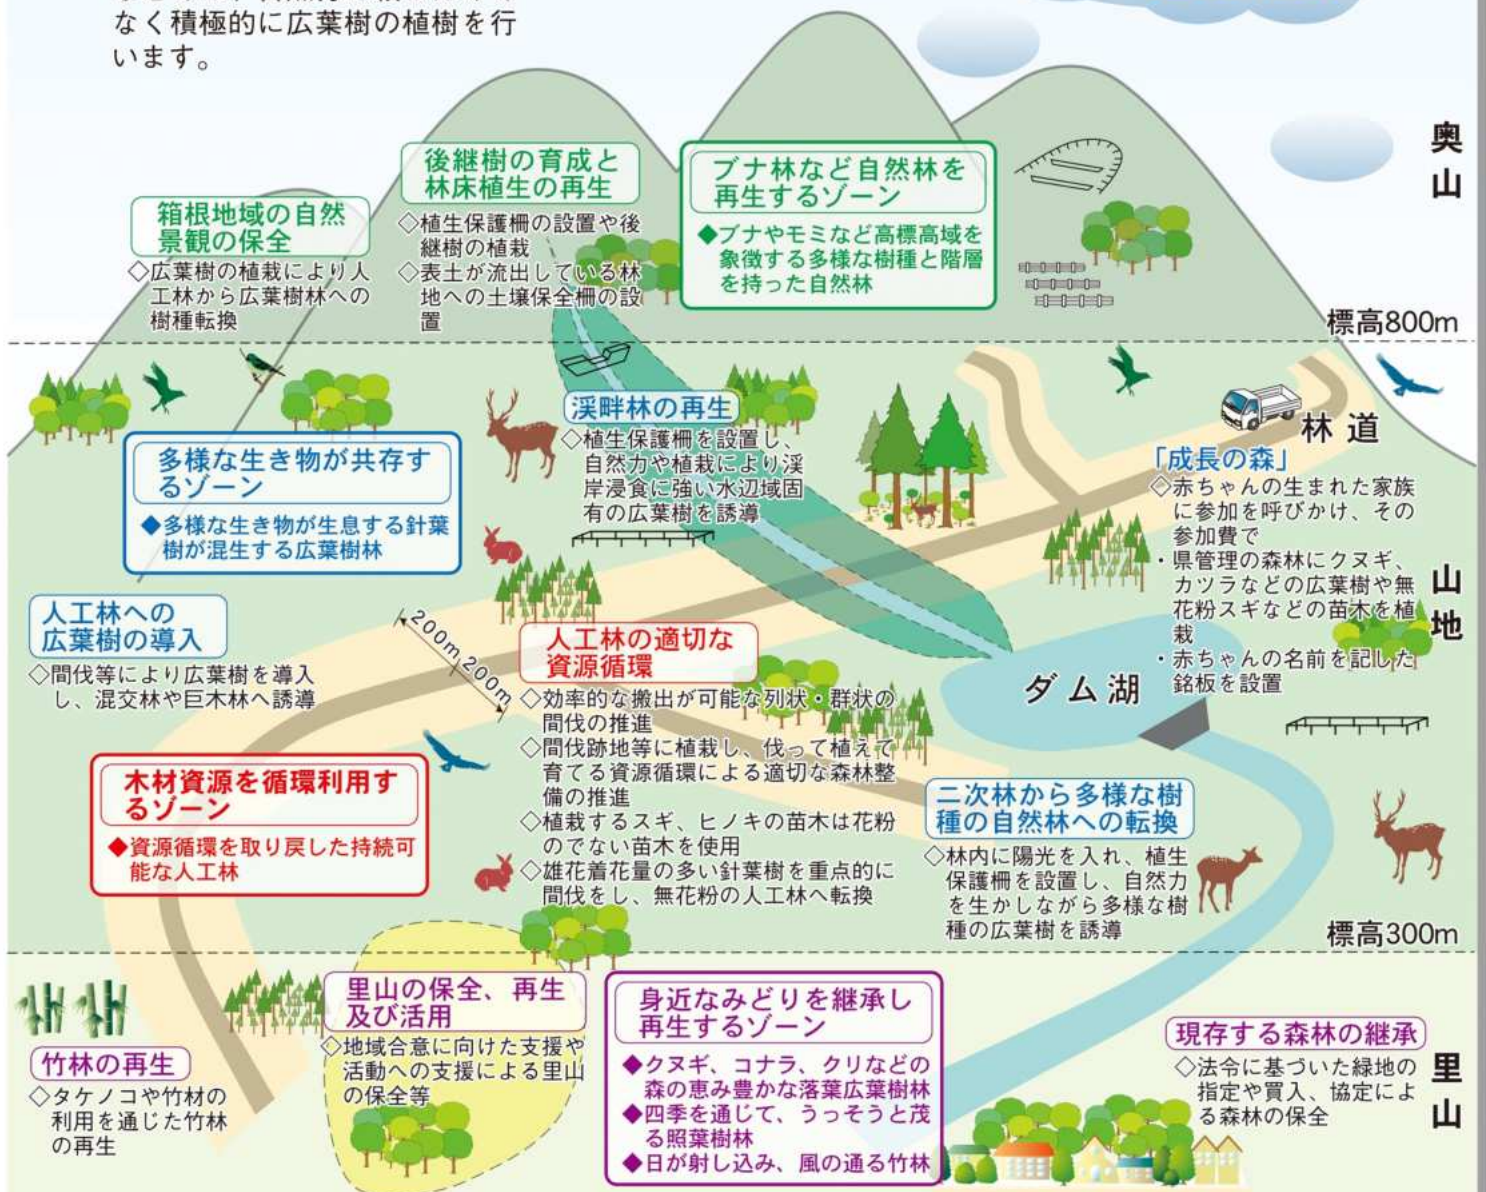 なく積極的に広葉樹の植樹を行
います。
奥山
後継樹の育成と
林床植生の再生
◇植生保護柵の設置や後
継樹の植栽
◇表土が流出している林
地への土壌保全柵の設
置
ブナ林など自然林を
再生するゾーン
◆ブナやモミなど高標高域を
象徴する多様な樹種と階層
を持った自然林
箱根地域の自然
景観の保全
◇広葉樹の植栽により人
工林から広葉樹林への
樹種転換
標高800m
渓畔林の再生
◇植生保護柵を設置し、
自然力や植栽により渓
岸浸食に強い水辺域固
有の広葉樹を誘導
林道
多様な生き物が共存す
るゾーン
◆多様な生き物が生息する針葉
樹が混生する広葉樹林
「成長の森」
◇赤ちゃんの生まれた家族
に参加を呼びかけ、その
参加費で
・県管理の森林にクヌギ、
カツラなどの広葉樹や無
花粉スギなどの苗木を植
栽
・赤ちゃんの名前を記した
銘板を設置
山地
人工林への
広葉樹の導入
◇間伐等により広葉樹を導入
し、混交林や巨木林へ誘導
200m 200m
人工林の適切な
資源循環
◇効率的な搬出が可能な列状・群状の
間伐の推進
◇間伐跡地等に植栽し、伐って植えて
育てる資源循環による適切な森林整
備の推進
◇植栽するスギ、ヒノキの苗木は花粉
のでない苗木を使用
◇雄花着花量の多い針葉樹を重点的に
間伐をし、無花粉の人工林へ転換
ダム湖
木材資源を循環利用す
るゾーン
◆資源循環を取り戻した持続可
能な人工林
二次林から多様な樹
種の自然林への転換
◇林内に陽光を入れ、植生
保護柵を設置し、自然力
を生かしながら多様な樹
種の広葉樹を誘導
標高300m
里山の保全、再生
及び活用
◇地域合意に向けた支援や
活動への支援による里山
の保全等
身近なみどりを継承し
再生するゾーン
◆クヌギ、コナラ、クリなどの
森の恵み豊かな落葉広葉樹林
◆四季を通じて、うっそうと茂
る照葉樹林
◆日が射し込み、風の通る竹林
竹林の再生
◇タケノコや竹材の
利用を通じた竹林
の再生
現存する森林の継承
◇法令に基づいた緑地の
指定や買入、協定によ
る森林の保全
里山